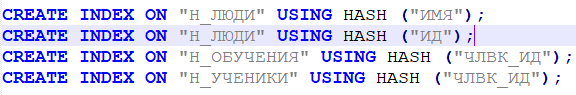 CREATE INDEX ON "Н_ЛЮДИ" USING HASH ("ИМЯ");
CREATE INDEX ON "Н_ЛЮДИ" USING HASH ("ИД");
CREATE INDEX ON "Н_ОБУЧЕНИЯ" USING HASH ("ЧЛВК_ИД");
CREATE INDEX ON "Н_УЧЕНИКИ" USING HASH ("ЧЛВК_ИД");